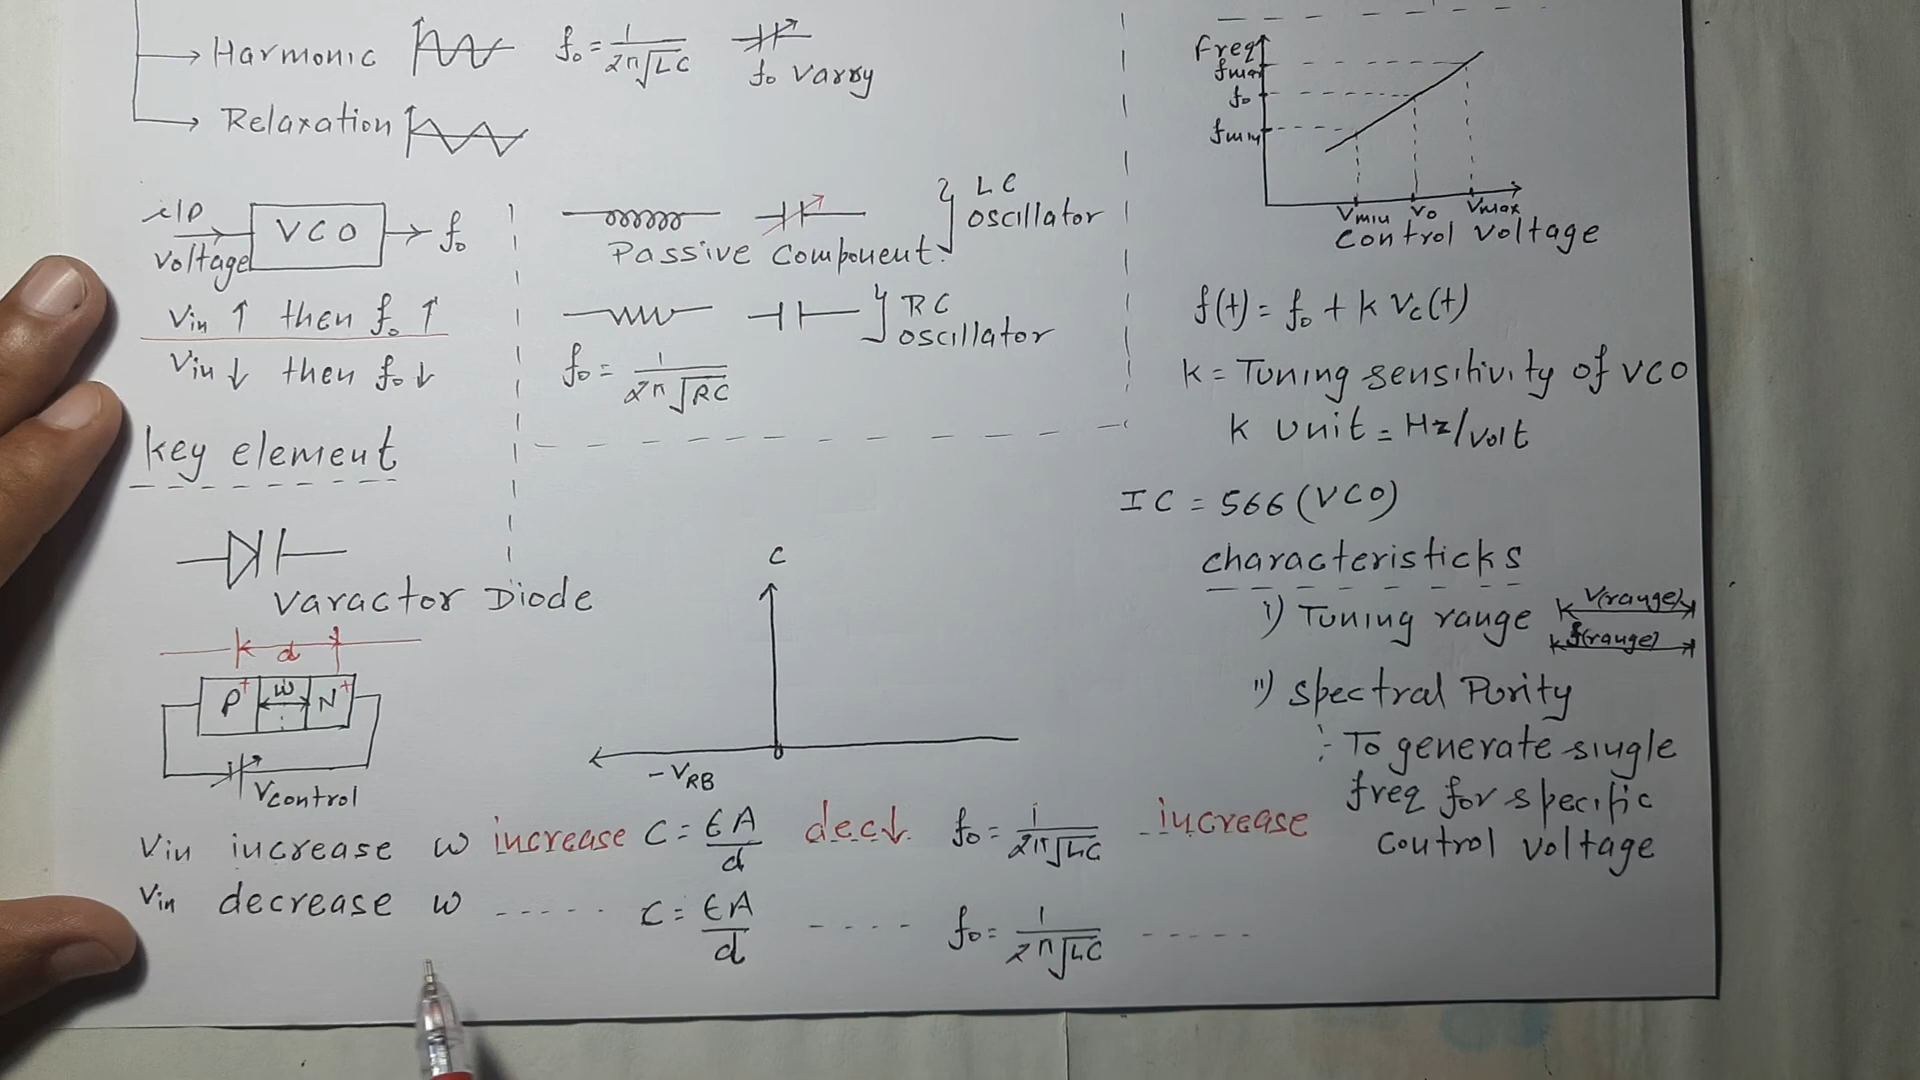 Harmonic f₀ = 1/2π√LC
f₀ varxy
Relaxation
i/p
voltage
VCO
f₀
Vin ↑ then f₀ ↑
Vin ↓ then f₀ ↓
key element
Varactor Diode
d
P+ W N+
Vcontrol
LC
oscillator
Passive Component.
RC
oscillator
f₀ = 1/2π√RC
C
-VRB
Vin increase w increase C = ϵA/d dec↓. f₀ = 1/2π√LC increase
Vin decrease w ----- C = ϵA/d ---- f₀ = 1/2π√LC -----
Freq
fmax
f₀
fmin
Vmin V₀ Vmax
Control Voltage
f(t) = f₀ + k Vc(t)
k = Tuning sensitivity of VCO
k unit = Hz/volt
IC = 566 (VCO)
characteristicks
i) Tuning range V(range)
f(range)
ii) Spectral Purity
:- To generate single
freq for specific
control voltage